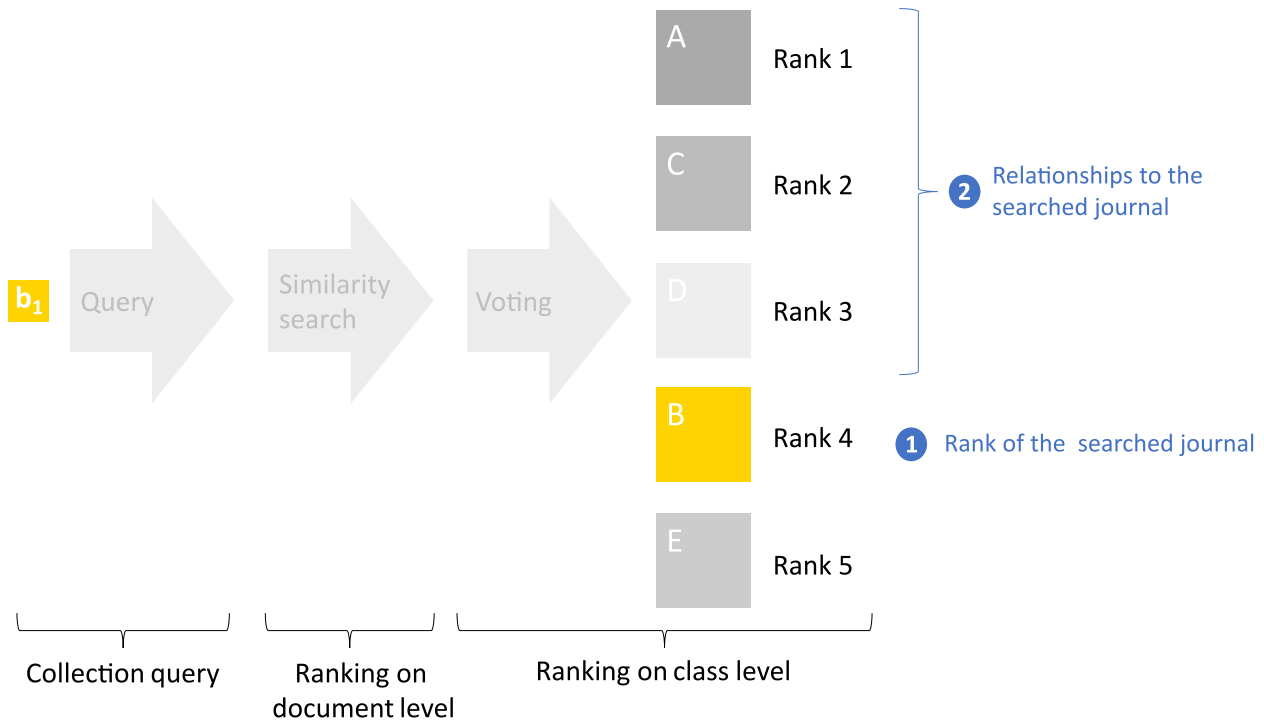 b1
Query
Similarity
search
Voting
A
Rank 1
C
Rank 2
D
Rank 3
B
Rank 4
E
Rank 5
2 Relationships to the
searched journal
1 Rank of the searched journal
Collection query
Ranking on
document level
Ranking on class level